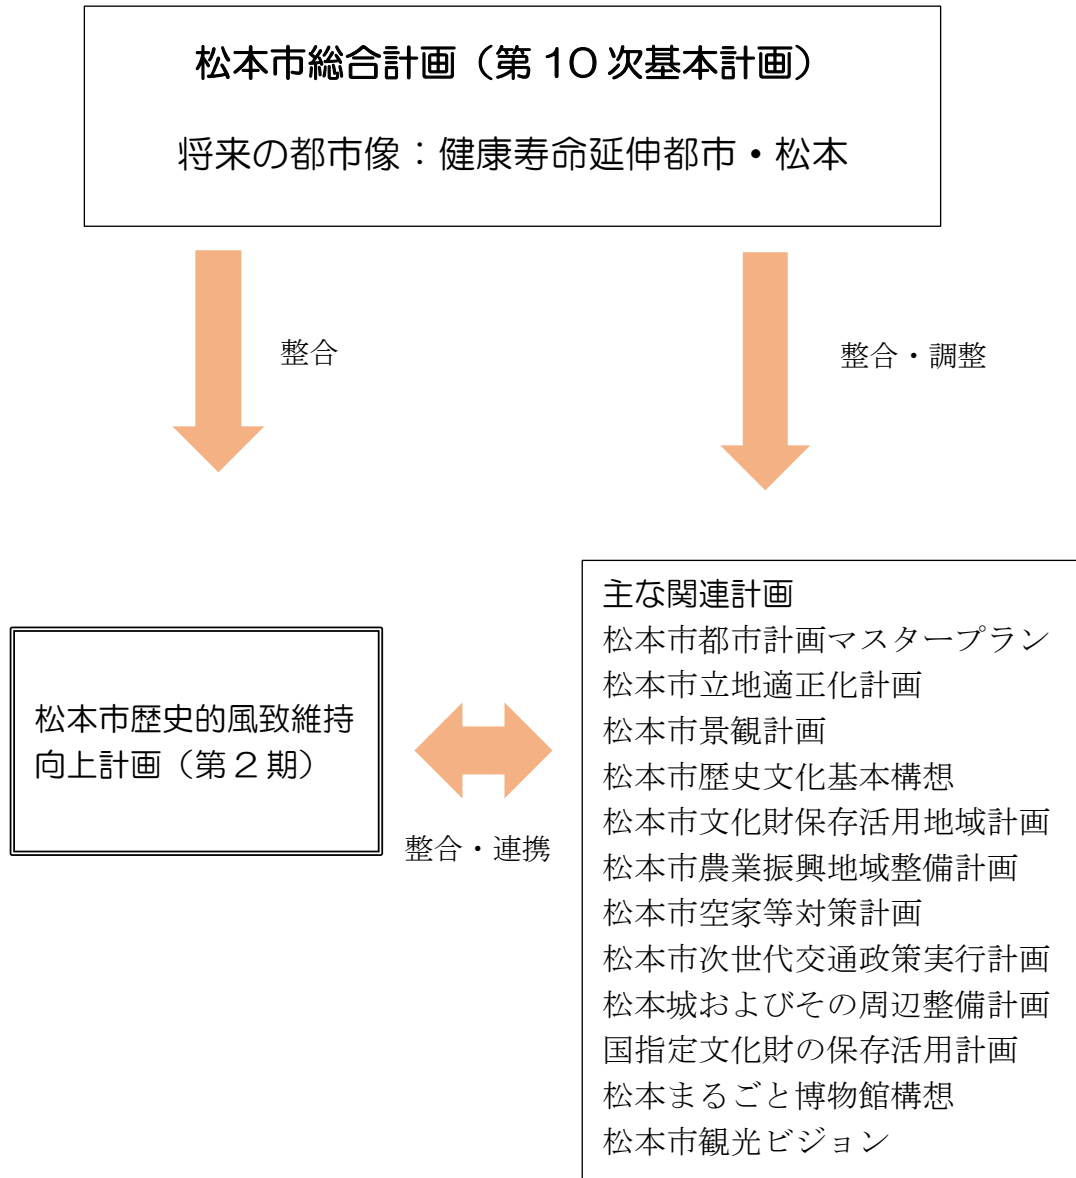 松本市総合計画（第 10 次基本計画）
将来の都市像：健康寿命延伸都市・松本
整合
整合・調整
松本市歴史的風致維持
向上計画（第 2 期）
整合・連携
主な関連計画
松本市都市計画マスタープラン
松本市立地適正化計画
松本市景観計画
松本市歴史文化基本構想
松本市文化財保存活用地域計画
松本市農業振興地域整備計画
松本市空家等対策計画
松本市次世代交通政策実行計画
松本城およびその周辺整備計画
国指定文化財の保存活用計画
松本まるごと博物館構想
松本市観光ビジョン